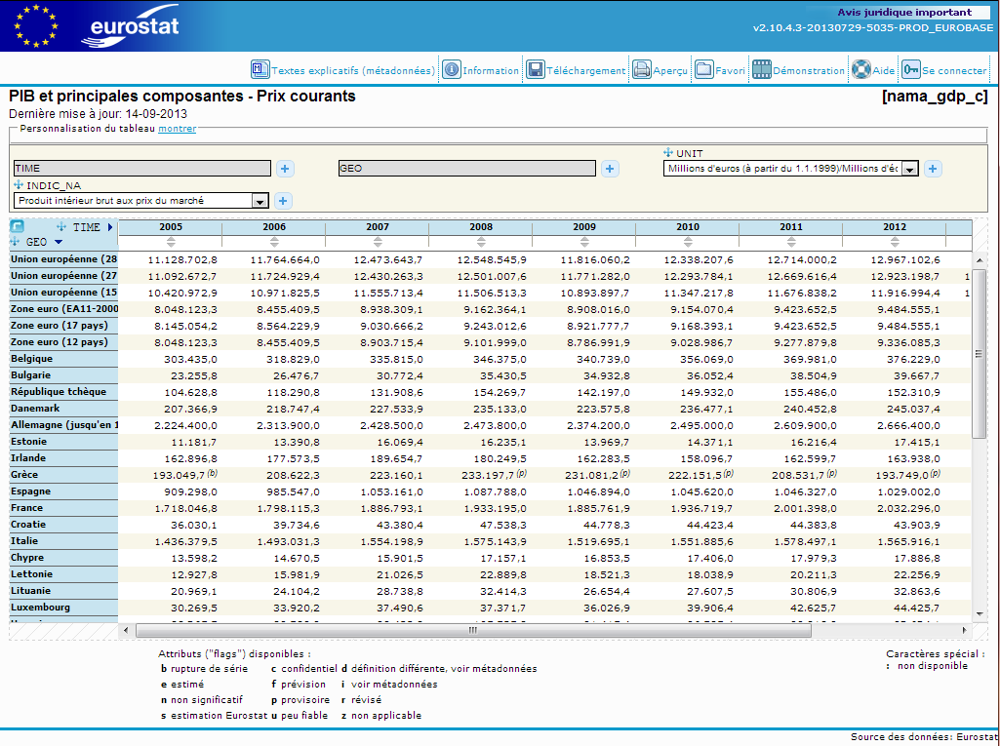 eurostat
Avis juridique important
v2.10.4.3-20130729-5035-PROD_EUROBASE
Textes explicatifs (métadonnées) Information Téléchargement Aperçu Favori Démonstration Aide Se connecter
PIB et principales composantes - Prix courants [nama_gdp_c]
Dernière mise à jour: 14-09-2013
Personnalisation du tableau montrer
UNIT
TIME GEO Millions d'euros (à partir du 1.1.1999)/Millions d'éc
INDIC_NA
Produit intérieur brut aux prix du marché
TIME 2005 2006 2007 2008 2009 2010 2011 2012
GEO
Union européenne (28 11.128.702,8 11.764.664,0 12.473.643,7 12.548.545,9 11.816.060,2 12.338.207,6 12.714.000,2 12.967.102,6
Union européenne (27 11.092.672,7 11.724.929,4 12.430.263,3 12.501.007,6 11.771.282,0 12.293.784,1 12.669.616,4 12.923.198,7 1
Union européenne (15 10.420.972,9 10.971.825,5 11.555.713,4 11.506.513,3 10.893.897,7 11.347.217,8 11.676.838,2 11.916.994,4 1
Zone euro (EA11-2000 8.048.123,3 8.455.409,5 8.938.309,1 9.162.364,1 8.908.016,0 9.154.070,4 9.423.652,5 9.484.555,1
Zone euro (17 pays) 8.145.054,2 8.564.229,9 9.030.666,2 9.243.012,6 8.921.777,7 9.168.393,1 9.423.652,5 9.484.555,1
Zone euro (12 pays) 8.048.123,3 8.455.409,5 8.903.715,4 9.101.999,0 8.786.991,9 9.028.986,7 9.277.879,8 9.336.085,3
Belgique 303.435,0 318.829,0 335.815,0 346.375,0 340.739,0 356.069,0 369.981,0 376.229,0
Bulgarie 23.255,8 26.476,7 30.772,4 35.430,5 34.932,8 36.052,4 38.504,9 39.667,7
République tchèque 104.628,8 118.290,8 131.908,6 154.269,7 142.197,0 149.932,0 155.486,0 152.310,9
Danemark 207.366,9 218.747,4 227.533,9 235.133,0 223.575,8 236.477,1 240.452,8 245.037,4
Allemagne (jusqu'en 1 2.224.400,0 2.313.900,0 2.428.500,0 2.473.800,0 2.374.200,0 2.495.000,0 2.609.900,0 2.666.400,0
Estonie 11.181,7 13.390,8 16.069,4 16.235,1 13.969,7 14.371,1 16.216,4 17.415,1
Irlande 162.896,8 177.573,5 189.654,7 180.249,5 162.283,5 158.096,7 162.599,7 163.938,0
Grèce 193.049,7 (b) 208.622,3 223.160,1 233.197,7 (p) 231.081,2 (p) 222.151,5 (p) 208.531,7 (p) 193.749,0 (p)
Espagne 909.298,0 985.547,0 1.053.161,0 1.087.788,0 1.046.894,0 1.045.620,0 1.046.327,0 1.029.002,0
France 1.718.046,8 1.798.115,3 1.886.793,1 1.933.195,0 1.885.761,9 1.936.719,7 2.001.398,0 2.032.296,0
Croatie 36.030,1 39.734,6 43.380,4 47.538,3 44.778,3 44.423,4 44.383,8 43.903,9
Italie 1.436.379,5 1.493.031,3 1.554.198,9 1.575.143,9 1.519.695,1 1.551.885,6 1.578.497,1 1.565.916,1
Chypre 13.598,2 14.670,5 15.901,5 17.157,1 16.853,5 17.406,0 17.979,3 17.886,8
Lettonie 12.927,8 15.981,9 21.026,5 22.889,8 18.521,3 18.038,9 20.211,3 22.256,9
Lituanie 20.969,1 24.104,2 28.738,8 32.414,3 26.654,4 27.607,5 30.806,9 32.863,6
Luxembourg 30.269,5 33.920,2 37.490,6 37.371,7 36.026,9 39.906,4 42.625,7 44.425,7
Attributs ("flags") disponibles : Caractères spécial :
b rupture de série c confidentiel d définition différente, voir métadonnées : non disponible
e estimé f prévision i voir métadonnées
n non significatif p provisoire r révisé
s estimation Eurostat u peu fiable z non applicable
Source des données: Eurostat